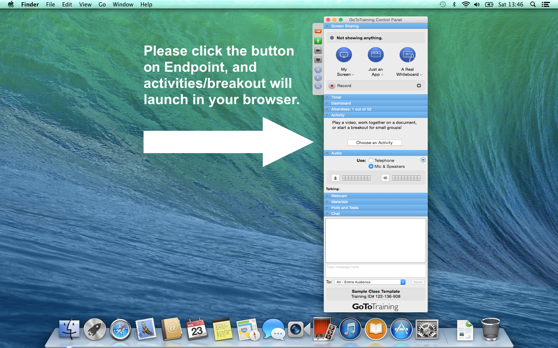 Finder File Edit View Go Window Help
Sat 13:46
GoToTraining Control Panel
Screen Sharing
Not showing anything.
My Screen
Just an App
A Real Whiteboard
Record
Timer
Dashboard
Attendees: 1 out of 50
Activity
Play a video, work together on a document,
or start a breakout for small groups!
Choose an Activity
Audio
Use: Telephone
Mic & Speakers
Talking:
Webcam
Materials
Polls and Tests
Chat
To: All - Entire Audience
Sample Class Template
Training ID# 122-136-508
GoToTraining
Please click the button
on Endpoint, and
activities/breakout will
launch in your browser.
23